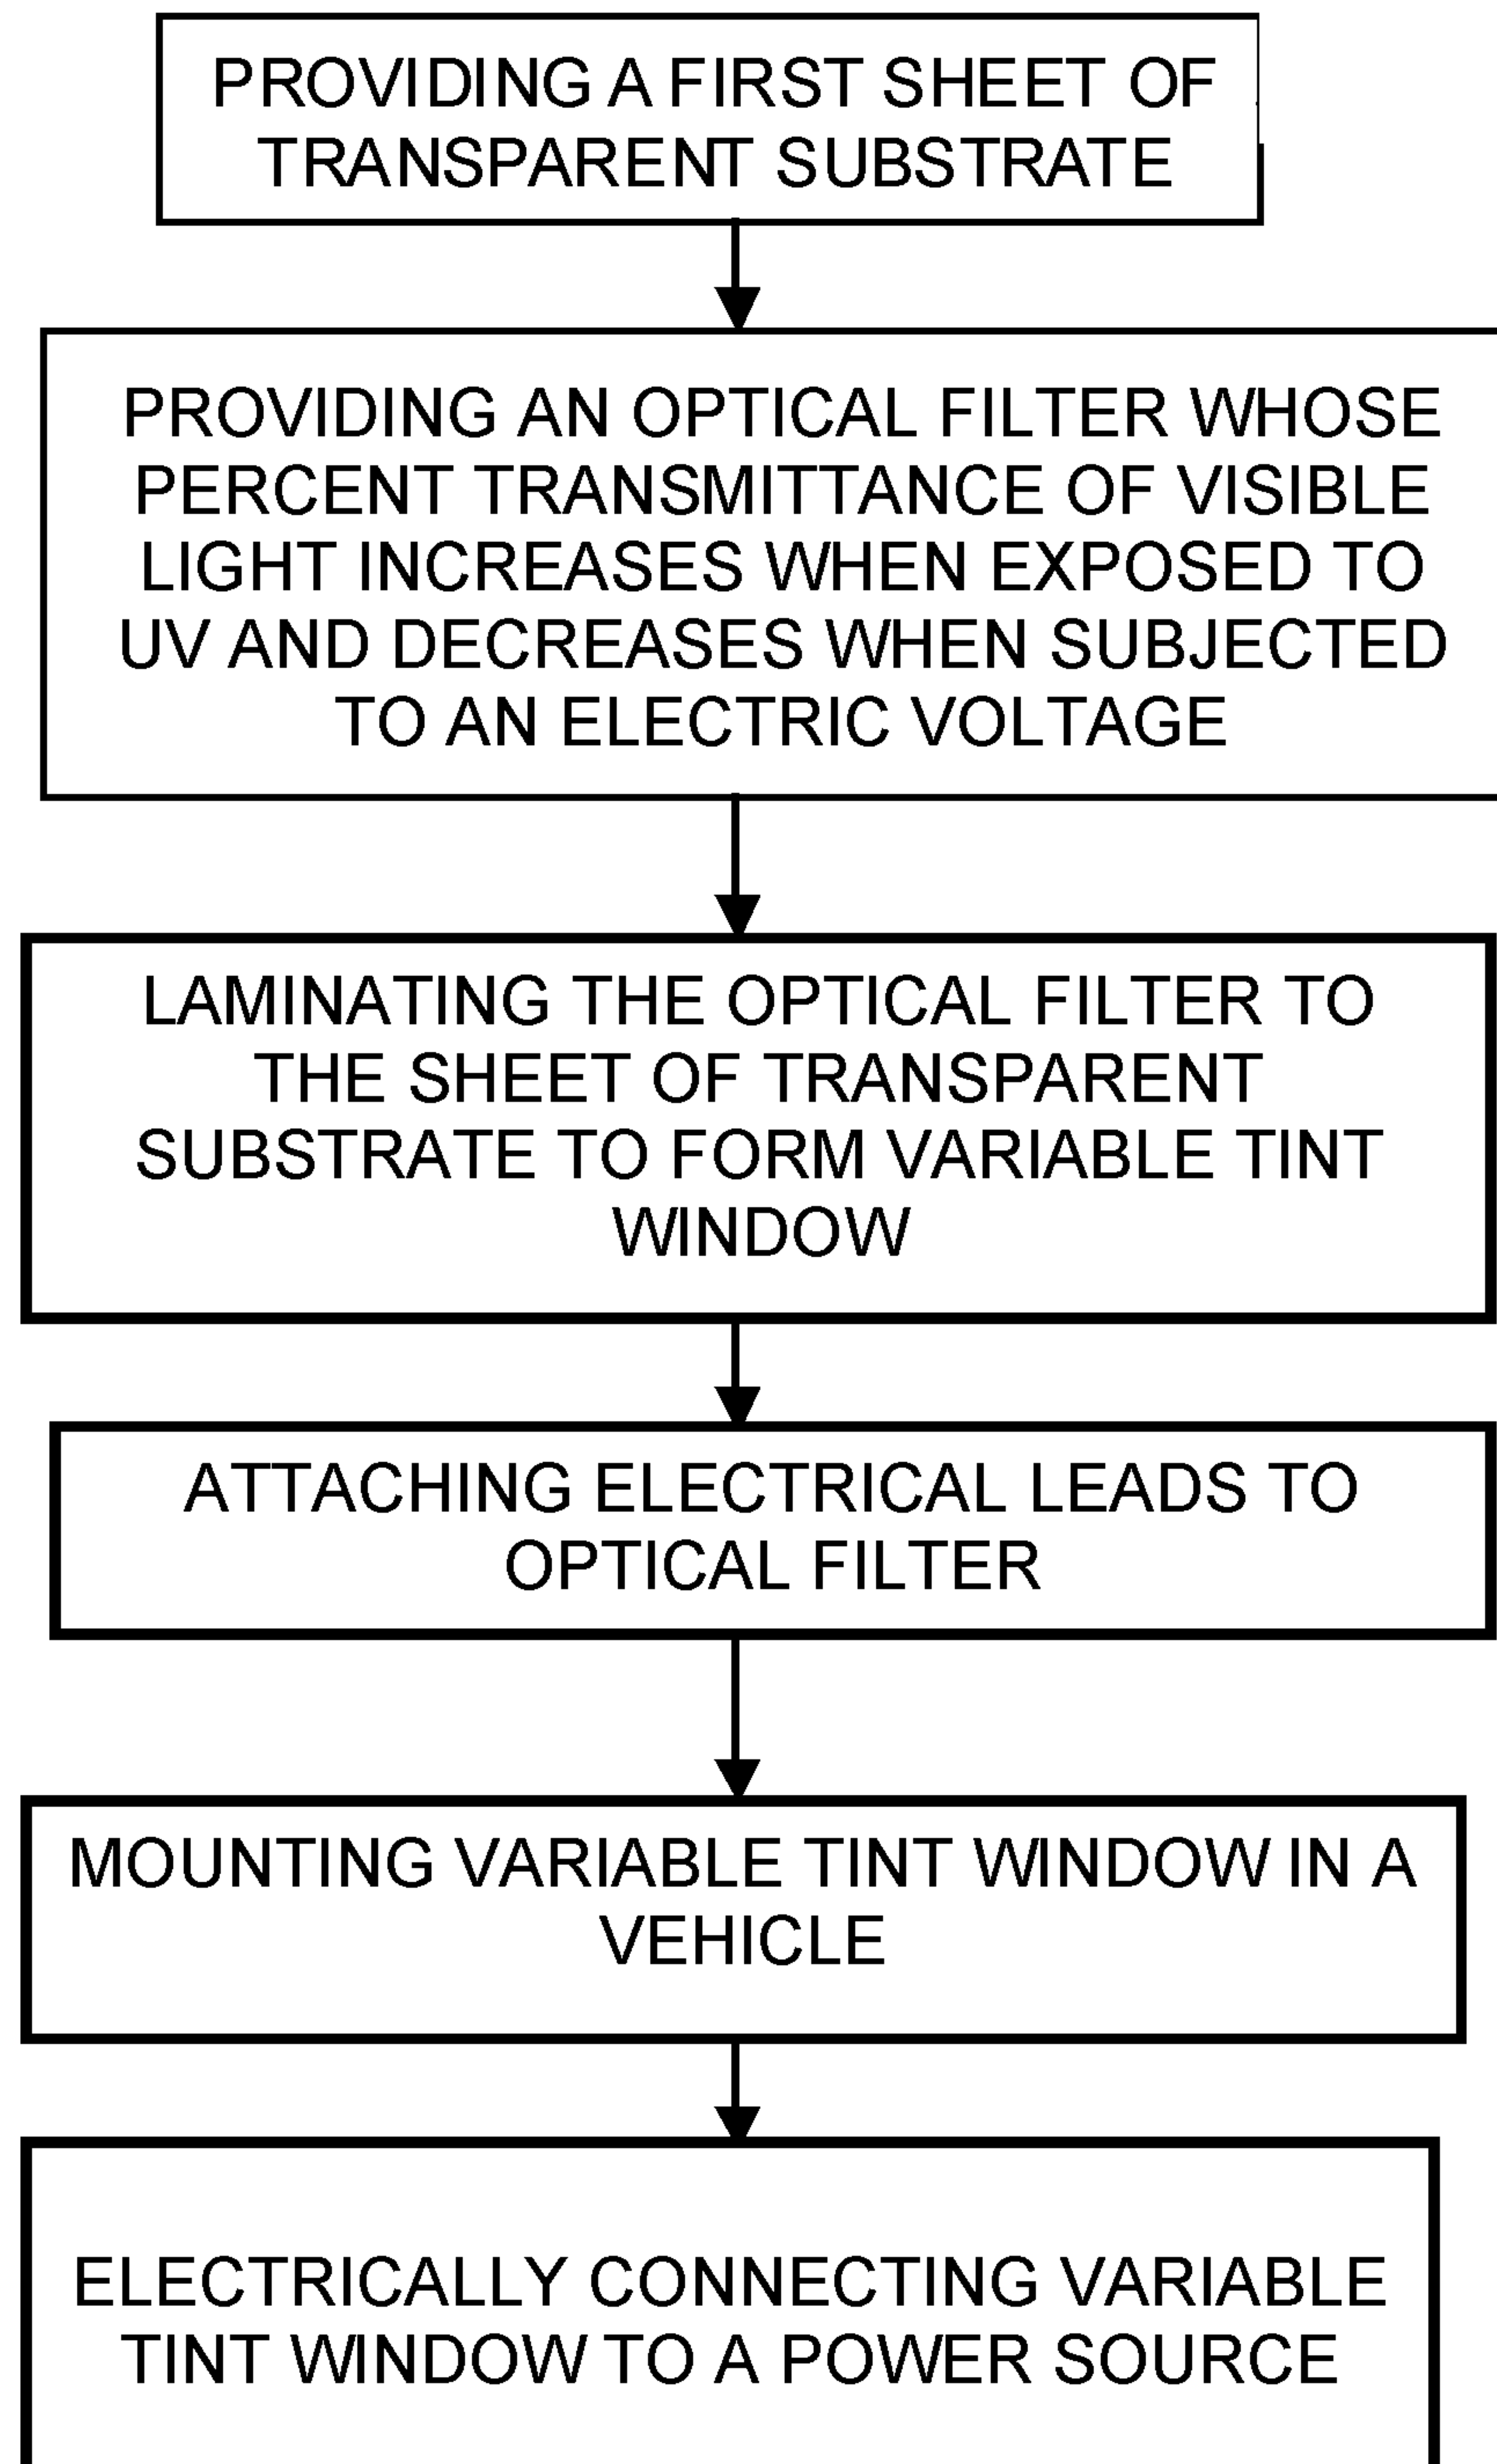 PROVIDING A FIRST SHEET OF
TRANSPARENT SUBSTRATE
PROVIDING AN OPTICAL FILTER WHOSE
PERCENT TRANSMITTANCE OF VISIBLE
LIGHT INCREASES WHEN EXPOSED TO
UV AND DECREASES WHEN SUBJECTED
TO AN ELECTRIC VOLTAGE
LAMINATING THE OPTICAL FILTER TO
THE SHEET OF TRANSPARENT
SUBSTRATE TO FORM VARIABLE TINT
WINDOW
ATTACHING ELECTRICAL LEADS TO
OPTICAL FILTER
MOUNTING VARIABLE TINT WINDOW IN A
VEHICLE
ELECTRICALLY CONNECTING VARIABLE
TINT WINDOW TO A POWER SOURCE